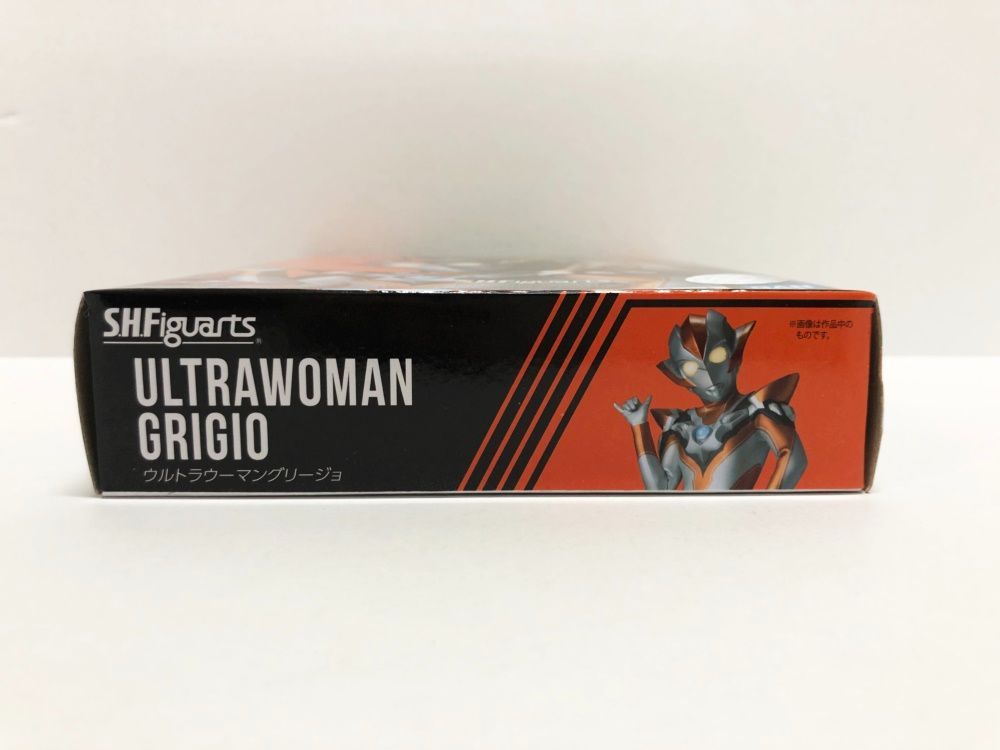 S.H.Figuarts
S.H.Figuarts
ULTRAWOMAN
GRIGIO
ウルトラウーマングリージョ
※画像は作品中の
ものです。